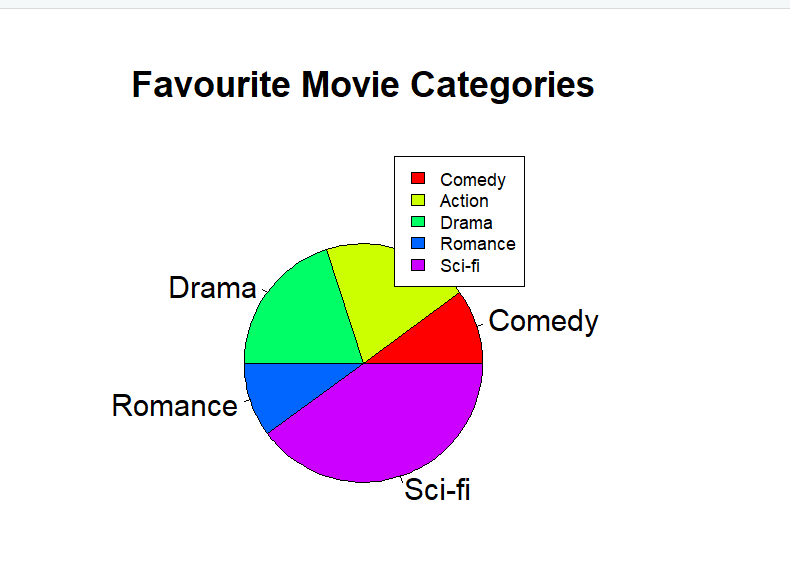 Favourite Movie Categories
Comedy
Action
Drama
Romance
Sci-fi
Drama
Comedy
Romance
Sci-fi